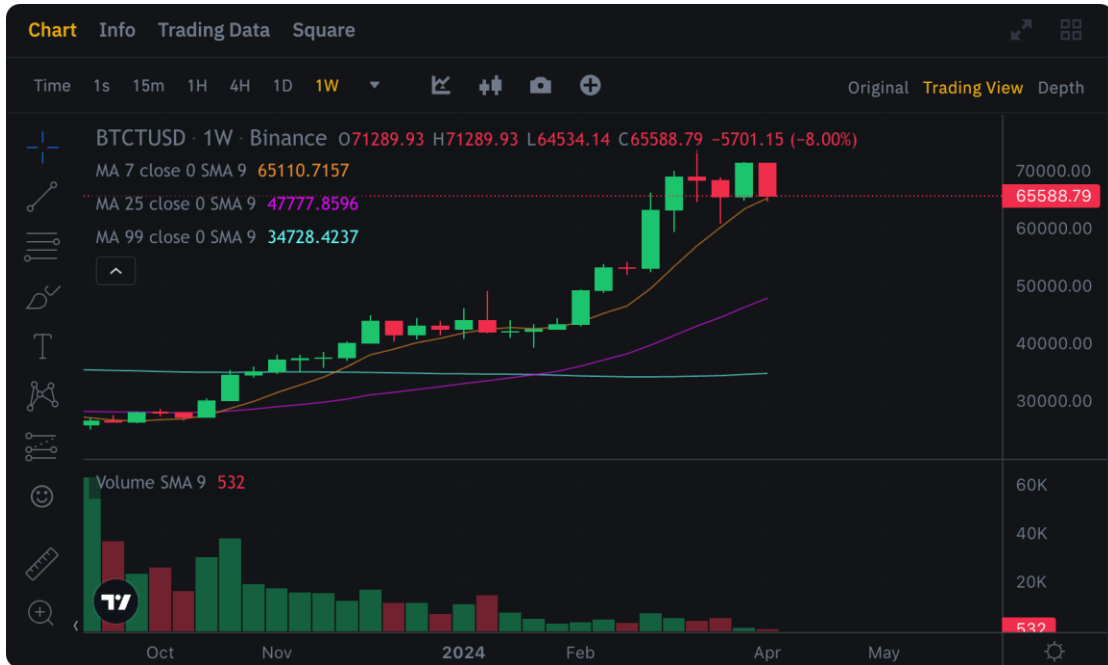 Chart Info Trading Data Square
Time 1s 15m 1H 4H 1D 1W Original Trading View Depth
BTCTUSD · 1W · Binance O71289.93 H71289.93 L64534.14 C65588.79 −5701.15 (−8.00%)
MA 7 close 0 SMA 9 65110.7157
MA 25 close 0 SMA 9 47777.8596
MA 99 close 0 SMA 9 34728.4237
70000.00
65588.79
60000.00
50000.00
40000.00
30000.00
Volume SMA 9 532
60K
40K
20K
532
Oct Nov 2024 Feb Apr May